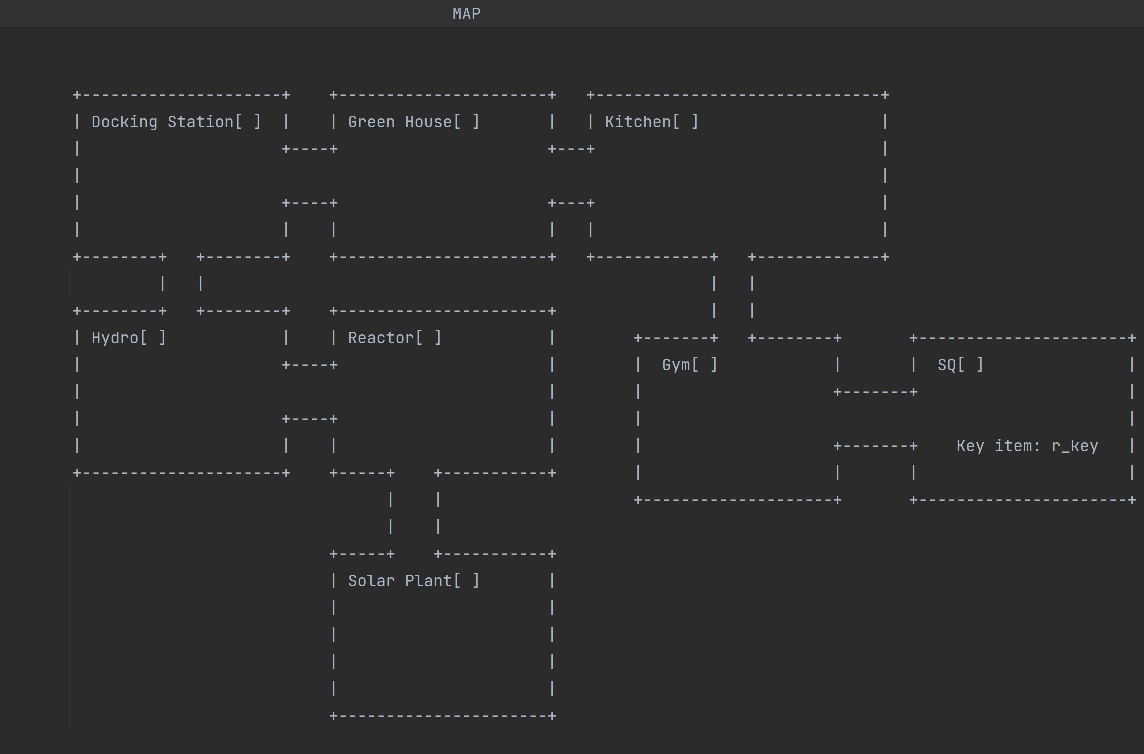 MAP
Docking Station[ ] Green House[ ] Kitchen[ ]
Hydro[ ] Reactor[ ]
Gym[ ] SQ[ ]
Key item: r_key
Solar Plant[ ]